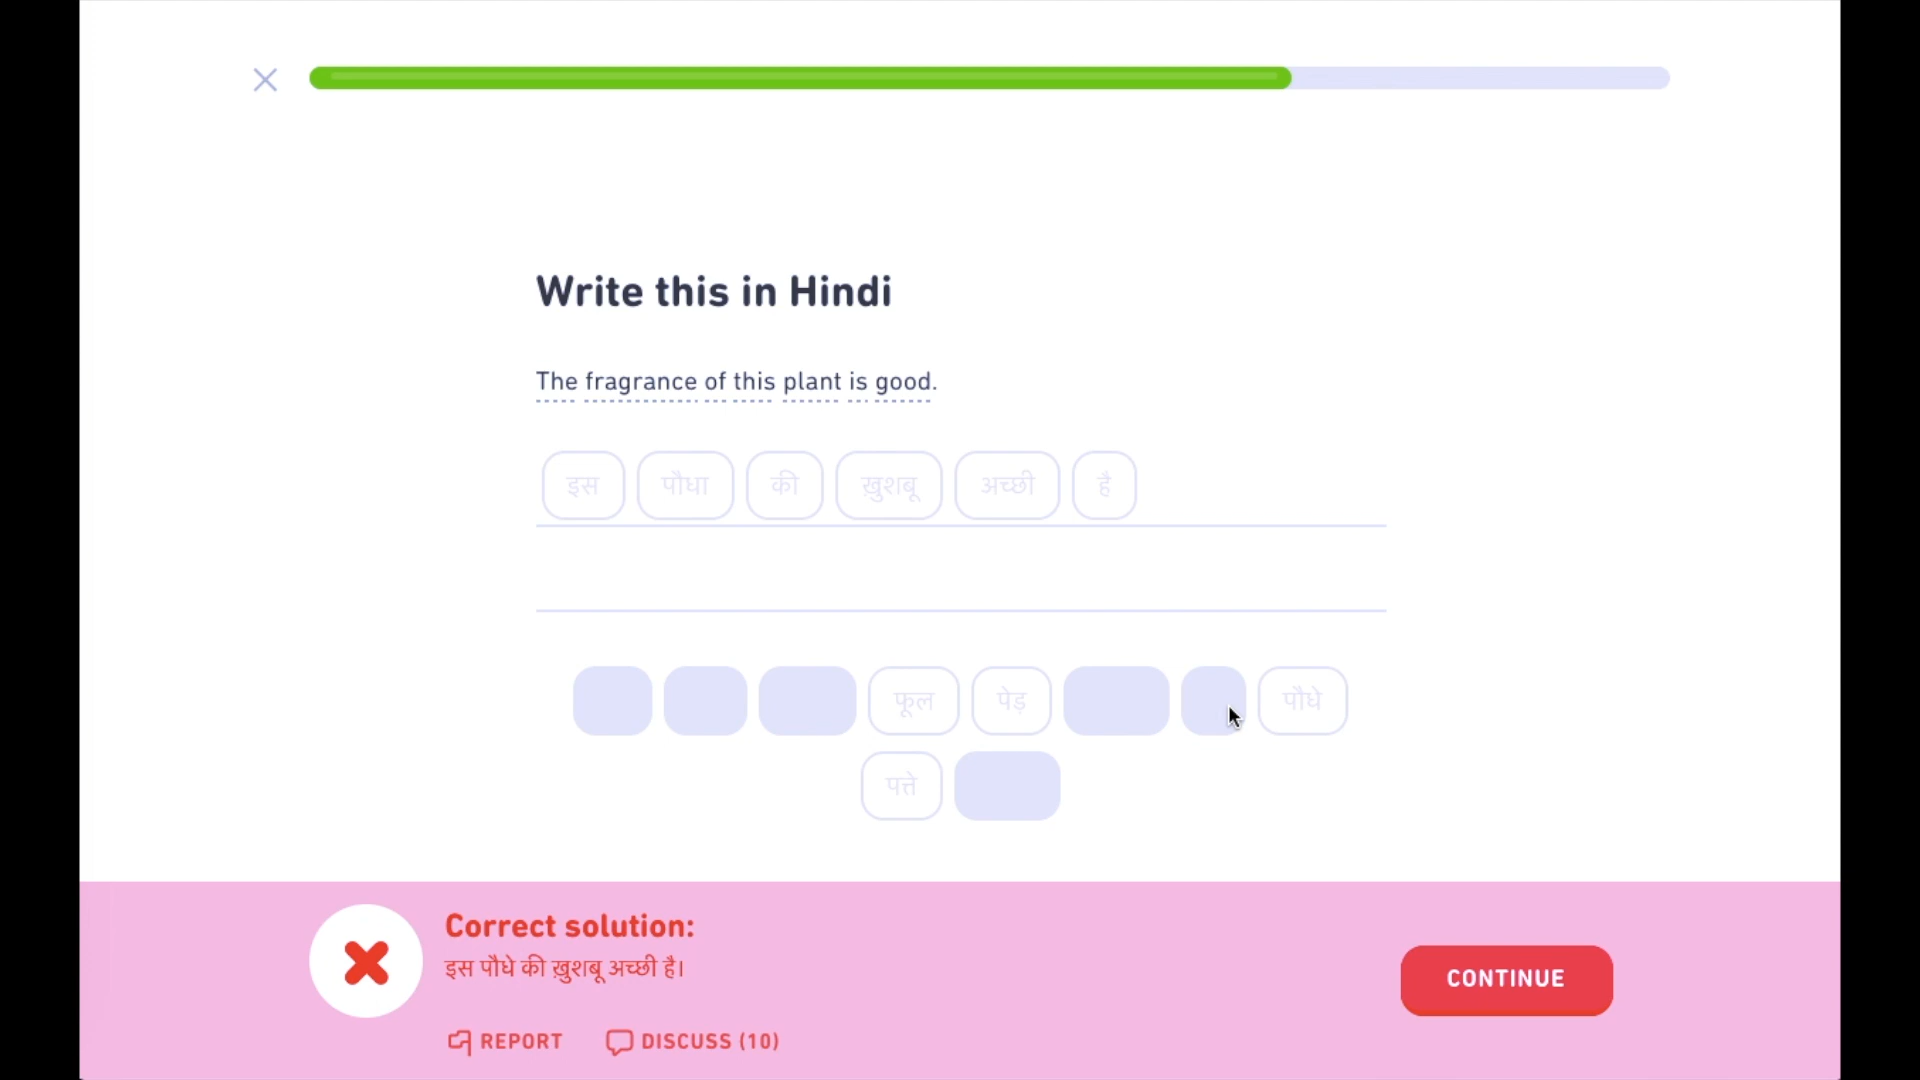 Write this in Hindi
The fragrance of this plant is good.
इस पौधा की ख़ुशबू अच्छी है
फूल पेड़ पौधे
पत्ते
Correct solution:
इस पौधे की ख़ुशबू अच्छी है।
CONTINUE
REPORT DISCUSS (10)